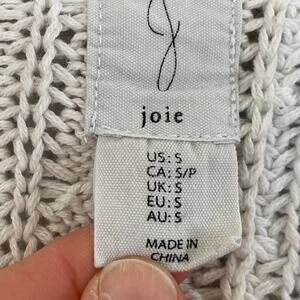 J
joie
US: S
CA: S/P
UK: S
EU: S
AU: S
MADE IN
CHINA